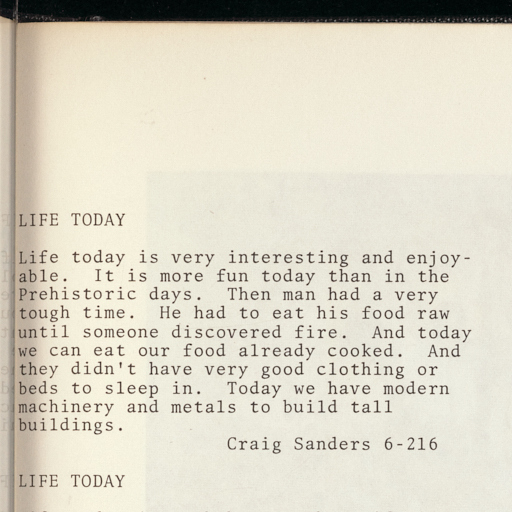 LIFE TODAY
Life today is very interesting and enjoy-
able.  It is more fun today than in the
Prehistoric days.  Then man had a very
tough time.  He had to eat his food raw
until someone discovered fire.  And today
we can eat our food already cooked.  And
they didn't have very good clothing or
beds to sleep in.  Today we have modern
machinery and metals to build tall
buildings.
Craig Sanders 6-216
LIFE TODAY